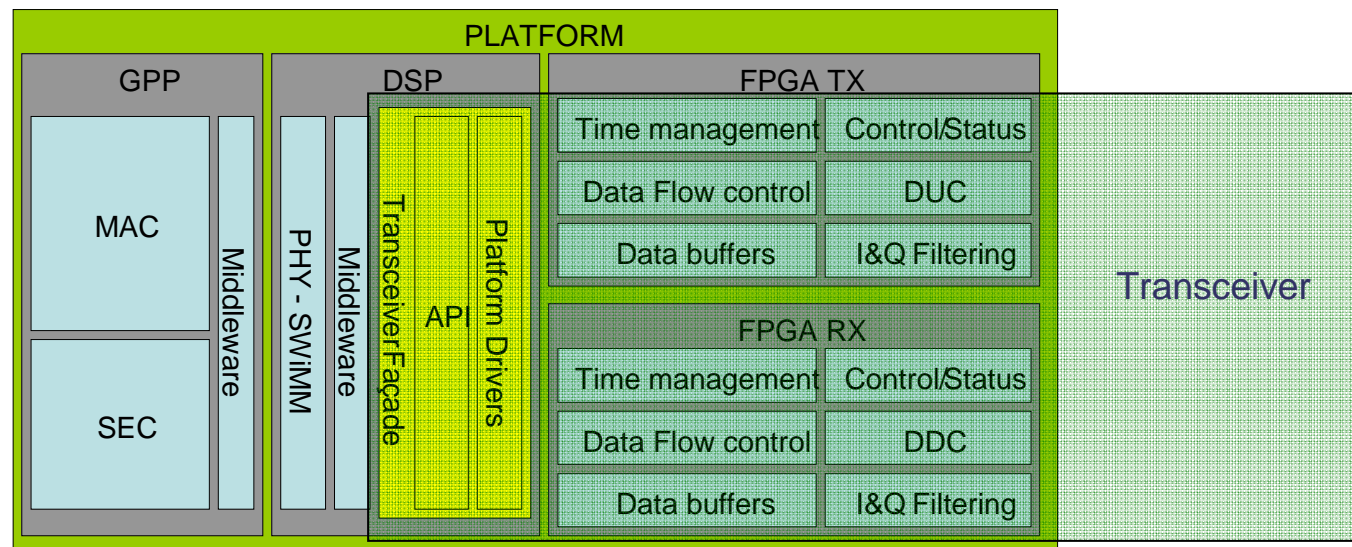 PLATFORM
GPP
MAC
SEC
Middleware
DSP
PHY - SWiMM
Middleware
Transceiver Façade
API
Platform Drivers
FPGA TX
Time management
Control/Status
Data Flow control
DUC
Data buffers
I&Q Filtering
FPGA RX
Time management
Control/Status
Data Flow control
DDC
Data buffers
I&Q Filtering
Transceiver